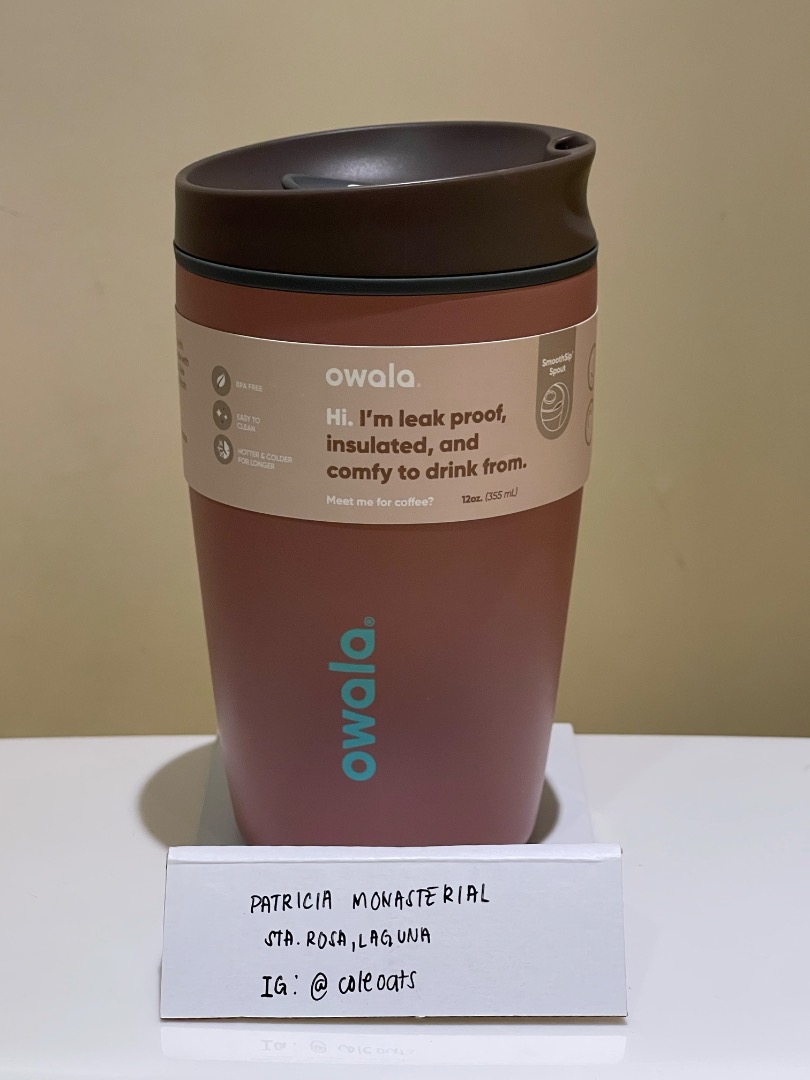 owala.
BPA FREE
EASY TO
CLEAN
HOTTER & COLDER
FOR LONGER
Hi. I'm leak proof,
insulated, and
comfy to drink from.
Meet me for coffee?
12oz. (355 mL)
SmoothSip
Spout
owala®
PATRICIA MONASTERIAL
STA. ROSA, LAGUNA
IG: @coleoats